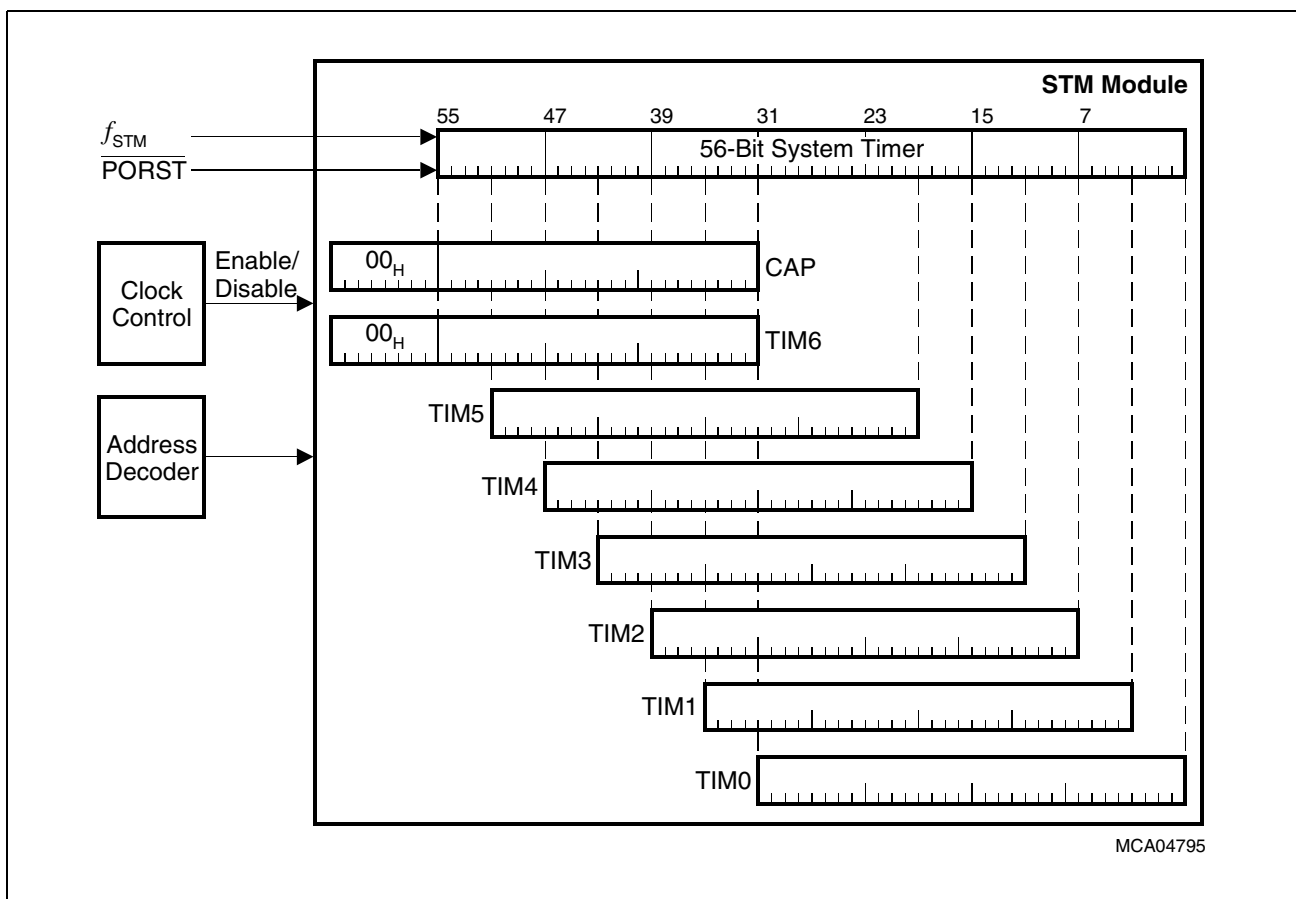 STM Module
55 47 39 31 23 15 7
56-Bit System Timer
fSTM
PORST
Clock
Control
Enable/
Disable
Address
Decoder
00H
CAP
00H
TIM6
TIM5
TIM4
TIM3
TIM2
TIM1
TIM0
MCA04795